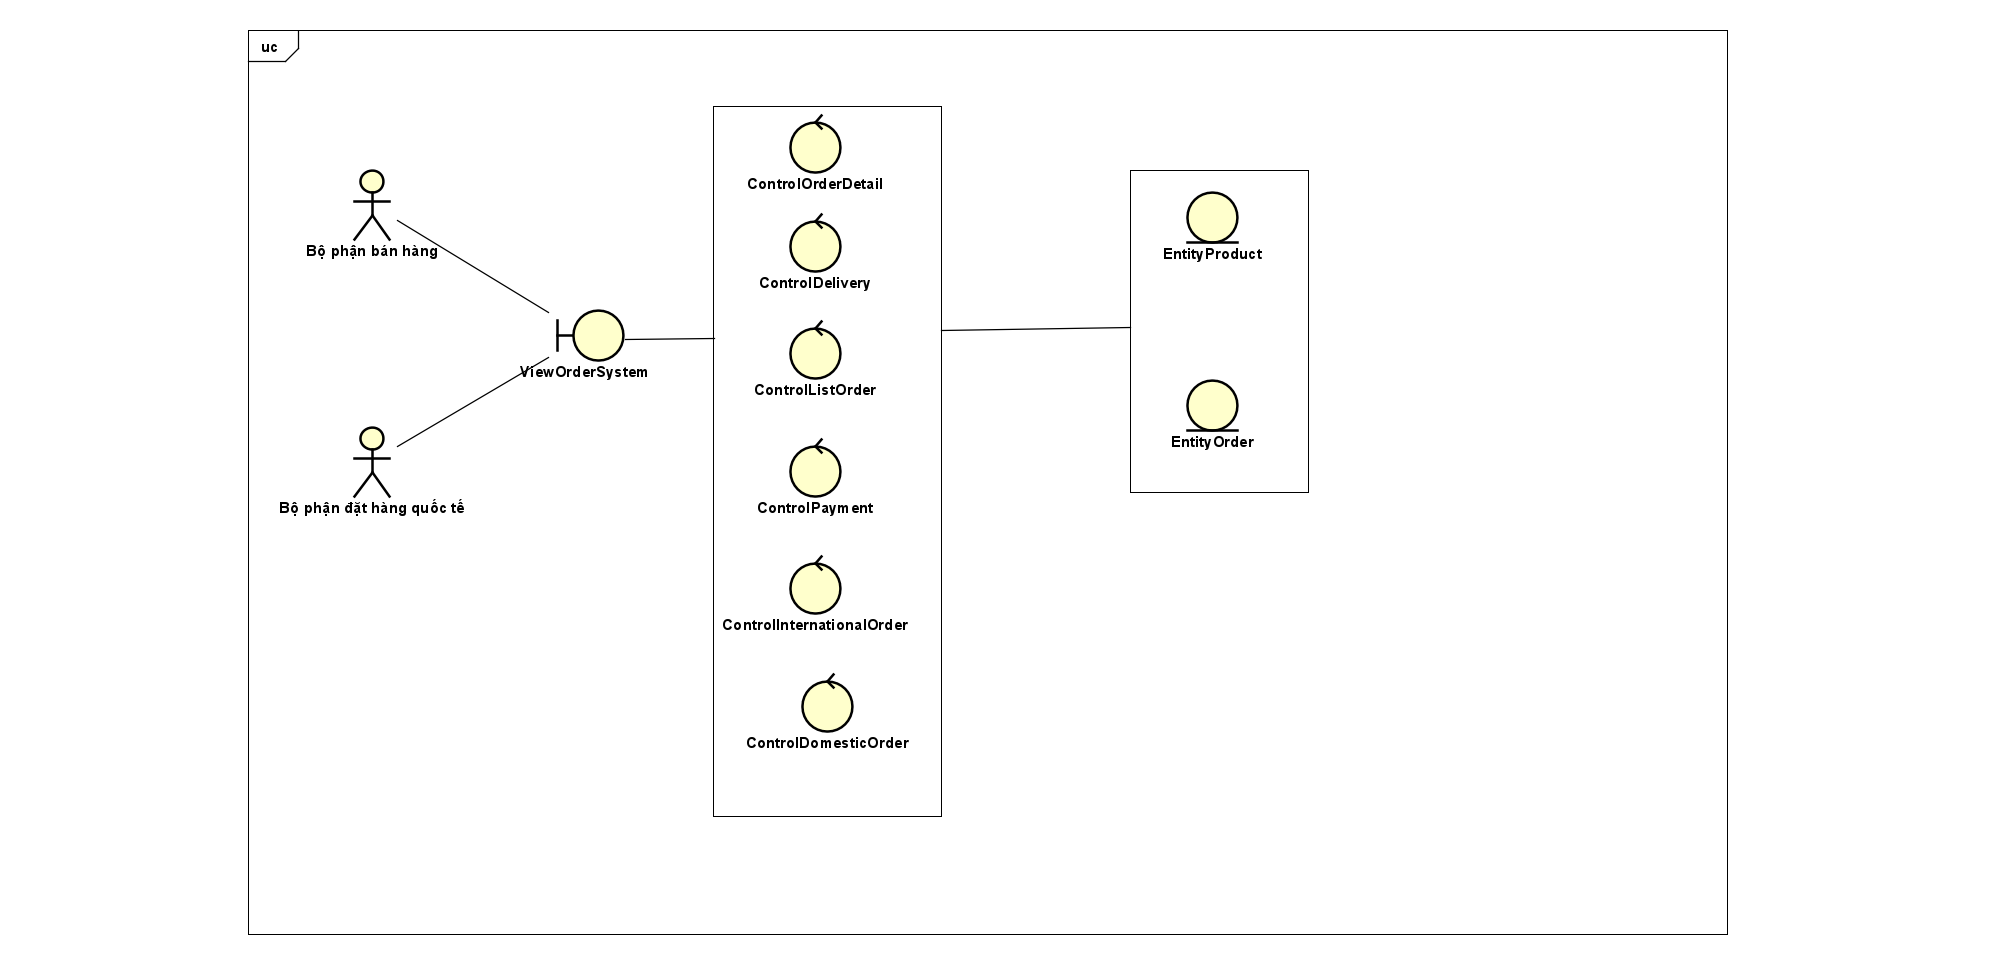 uc
Bộ phận bán hàng
Bộ phận đặt hàng quốc tế
ViewOrderSystem
ControlOrderDetail
ControlDelivery
ControlListOrder
ControlPayment
ControlInternationalOrder
ControlDomesticOrder
EntityProduct
EntityOrder